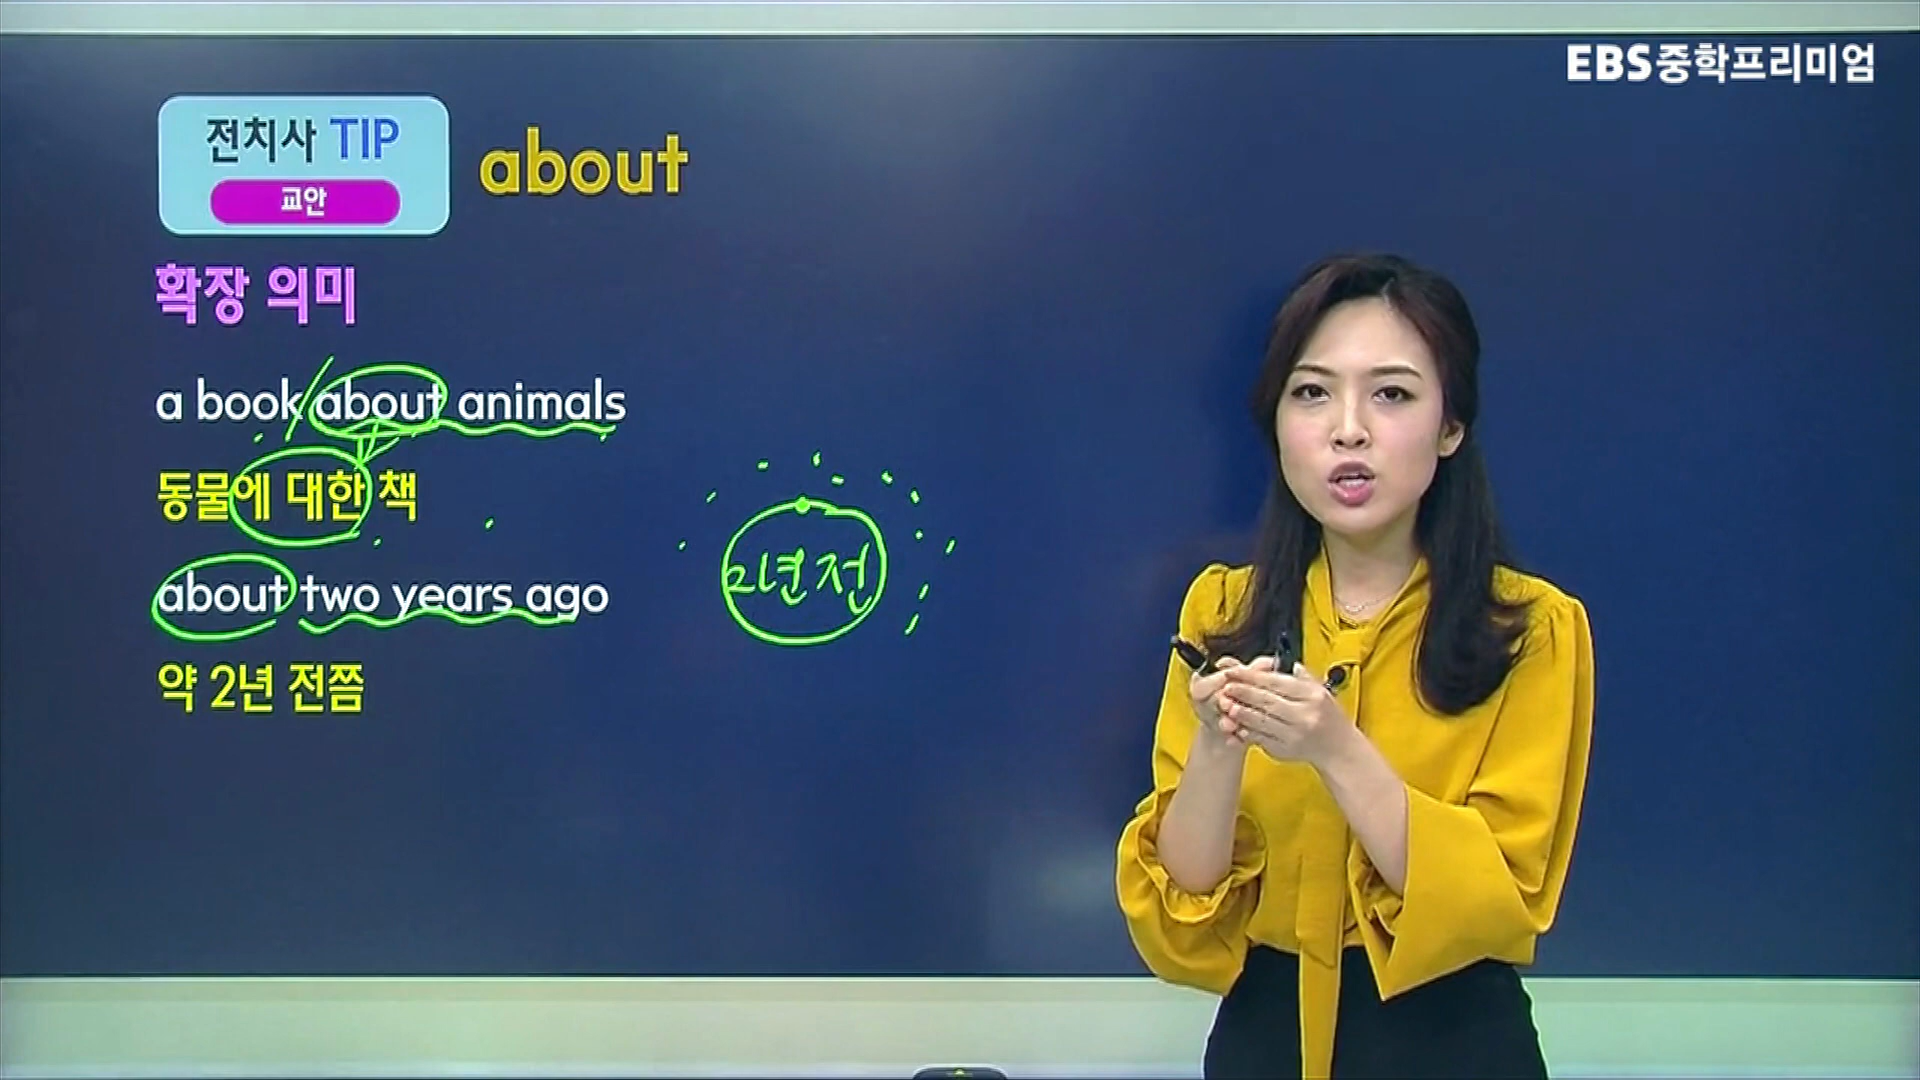 EBS중학프리미엄
전치사 TIP
교안
about
확장 의미
a book about animals
동물에 대한 책
about two years ago
2년 전
약 2년 전쯤